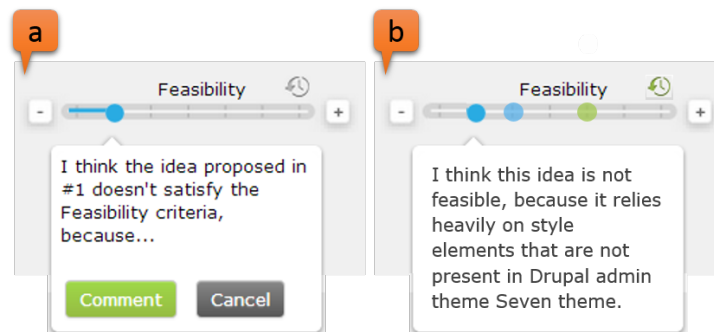 a
Feasibility
- +
I think the idea proposed in
#1 doesn't satisfy the
Feasibility criteria,
because...
Comment Cancel
b
Feasibility
- +
I think this idea is not
feasible, because it relies
heavily on style
elements that are not
present in Drupal admin
theme Seven theme.